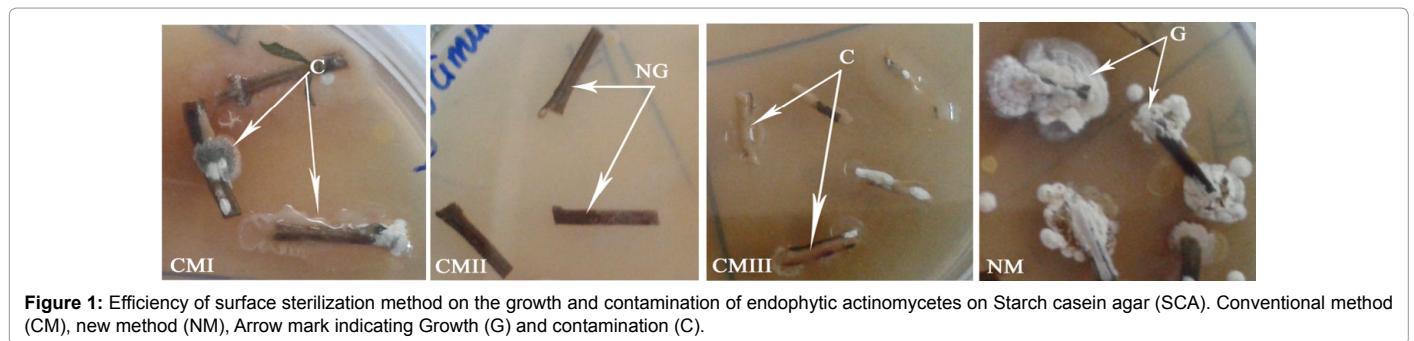 C
CMI
NG
CMII
C
CMIII
G
NM
Figure 1: Efficiency of surface sterilization method on the growth and contamination of endophytic actinomycetes on Starch casein agar (SCA). Conventional method
(CM), new method (NM), Arrow mark indicating Growth (G) and contamination (C).